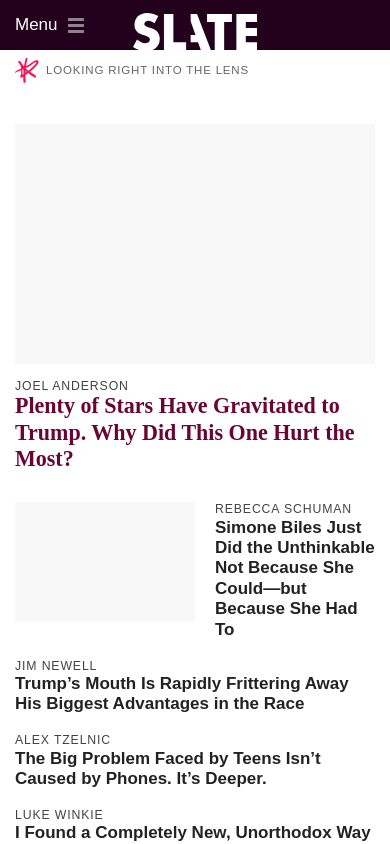 Menu
SLATE
LOOKING RIGHT INTO THE LENS
JOEL ANDERSON
Plenty of Stars Have Gravitated to
Trump. Why Did This One Hurt the
Most?
REBECCA SCHUMAN
Simone Biles Just
Did the Unthinkable
Not Because She
Could—but
Because She Had
To
JIM NEWELL
Trump’s Mouth Is Rapidly Frittering Away
His Biggest Advantages in the Race
ALEX TZELNIC
The Big Problem Faced by Teens Isn’t
Caused by Phones. It’s Deeper.
LUKE WINKIE
I Found a Completely New, Unorthodox Way